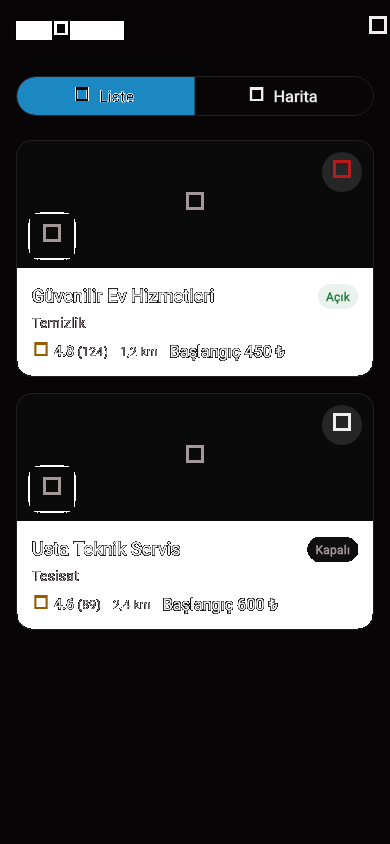 Liste
Harita
Güvenilir Ev Hizmetleri
Açık
Temizlik
4.8 (124) 1,2 km Başlangıç 450 ₺
Usta Teknik Servis
Kapalı
Tesisat
4.6 (89) 2,4 km Başlangıç 600 ₺